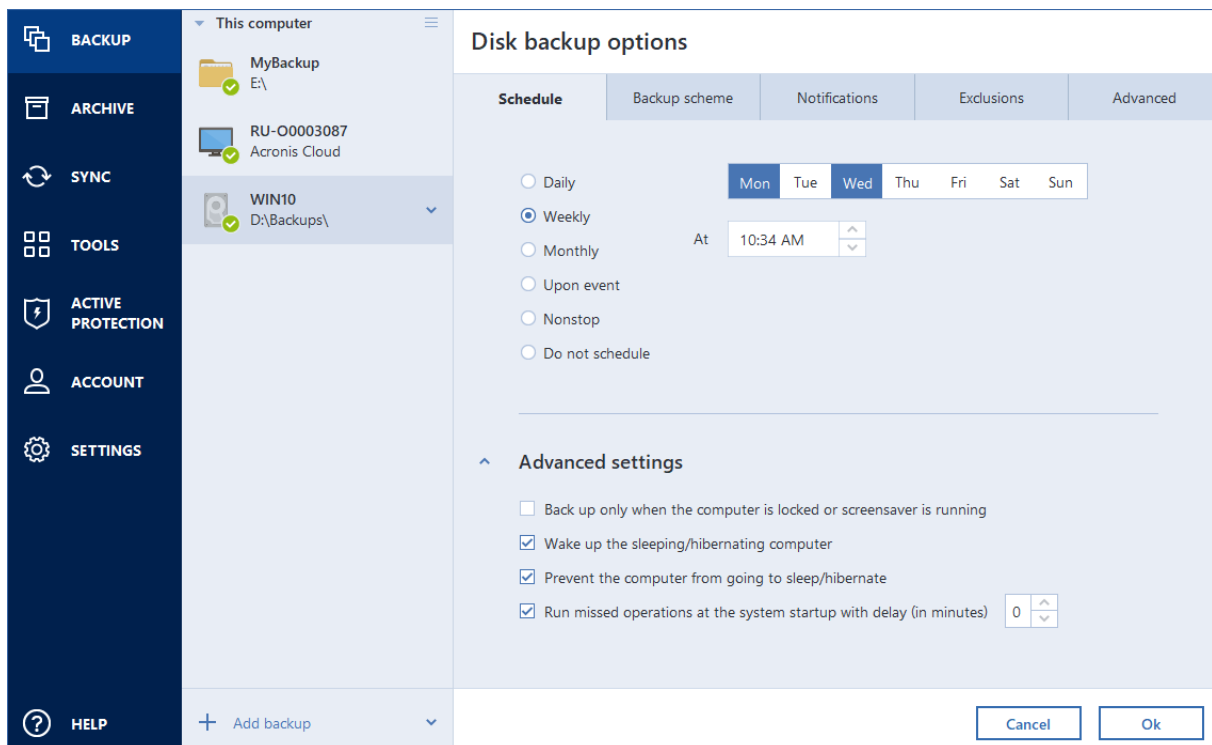 BACKUP
ARCHIVE
SYNC
TOOLS
ACTIVE
PROTECTION
ACCOUNT
SETTINGS
HELP
This computer
MyBackup
E:\
RU-O0003087
Acronis Cloud
WIN10
D:\Backups\
Add backup
Disk backup options
Schedule Backup scheme Notifications Exclusions Advanced
Daily
Weekly
Monthly
Upon event
Nonstop
Do not schedule
Mon Tue Wed Thu Fri Sat Sun
At 10:34 AM
Advanced settings
Back up only when the computer is locked or screensaver is running
Wake up the sleeping/hibernating computer
Prevent the computer from going to sleep/hibernate
Run missed operations at the system startup with delay (in minutes) 0
Cancel Ok